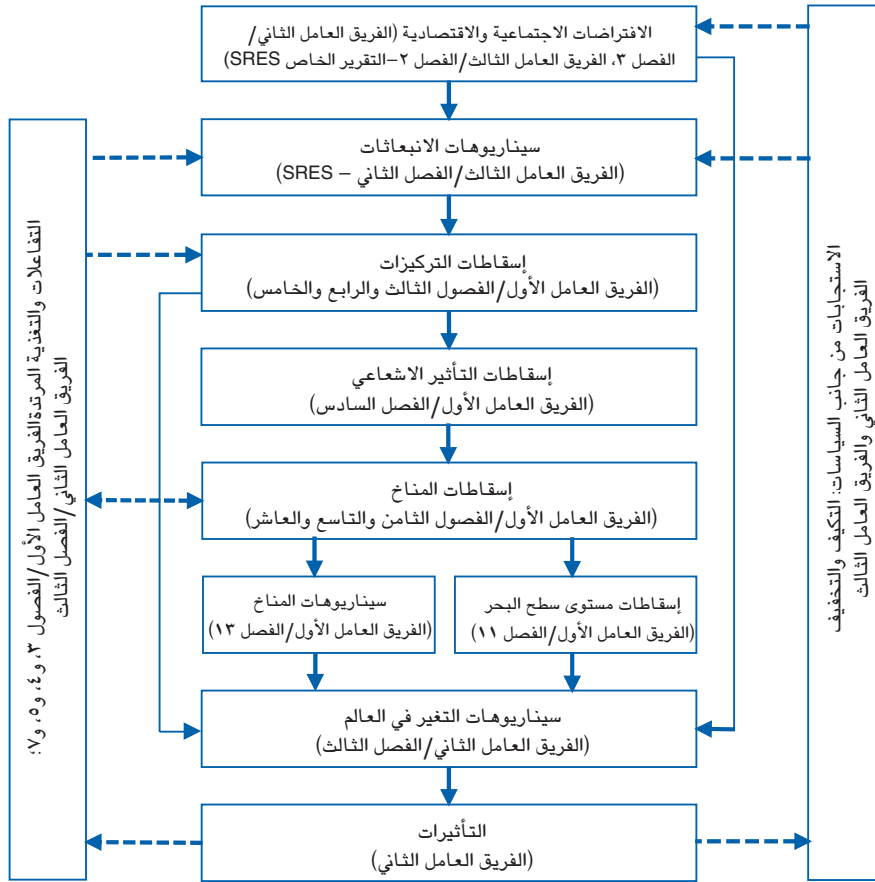 الافتراضات الاجتماعية والاقتصادية (الفريق العامل الثاني/
الفصل ٣، الفريق العامل الثالث/الفصل ٢–التقرير الخاص SRES)
سيناريوهات الانبعاثات
(الفريق العامل الثالث/الفصل الثاني – SRES)
إسقاطات التركيزات
(الفريق العامل الأول/الفصول الثالث والرابع والخامس)
إسقاطات التأثير الاشعاعي
(الفريق العامل الأول/الفصل السادس)
إسقاطات المناخ
(الفريق العامل الأول/الفصول الثامن والتاسع والعاشر)
إسقاطات مستوى سطح البحر
(الفريق العامل الأول/الفصل ١١)
سيناريوهات المناخ
(الفريق العامل الأول/الفصل ١٣)
سيناريوهات التغير في العالم
(الفريق العامل الثاني/الفصل الثالث)
التأثيرات
(الفريق العامل الثاني)
الاستجابات من جانب السياسات: التكيف والتخفيف
الفريق العامل الثاني والفريق العامل الثالث
التفاعلات والتغذية المرتدة الفريق العامل الأول/الفصول ٣، و٤، و٥، و٧؛
الفريق العامل الثاني/الفصل الثالث